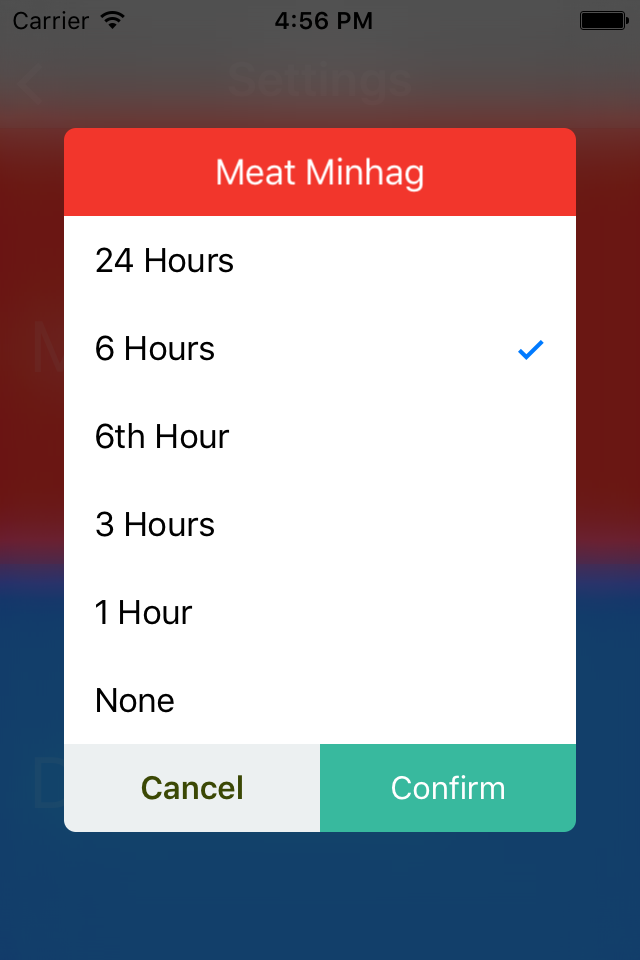 Carrier
4:56 PM
Settings
Meat Minhag
24 Hours
6 Hours
6th Hour
3 Hours
1 Hour
None
Cancel
Confirm